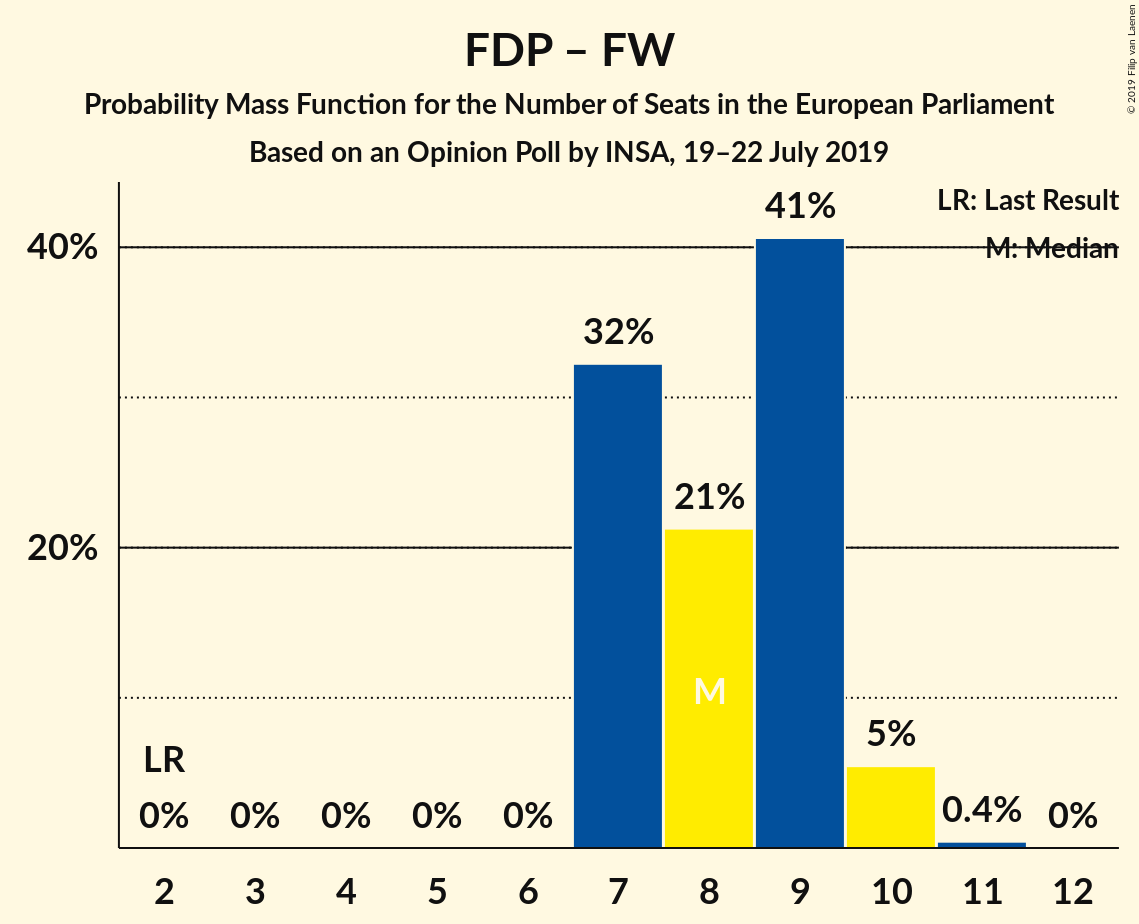 FDP – FW
Probability Mass Function for the Number of Seats in the European Parliament
Based on an Opinion Poll by INSA, 19–22 July 2019
© 2019 Filip van Laenen
LR: Last Result
M: Median
40%
20%
LR
0%
0%
0%
0%
0%
32%
21%
M
41%
5%
0.4%
0%
2 3 4 5 6 7 8 9 10 11 12